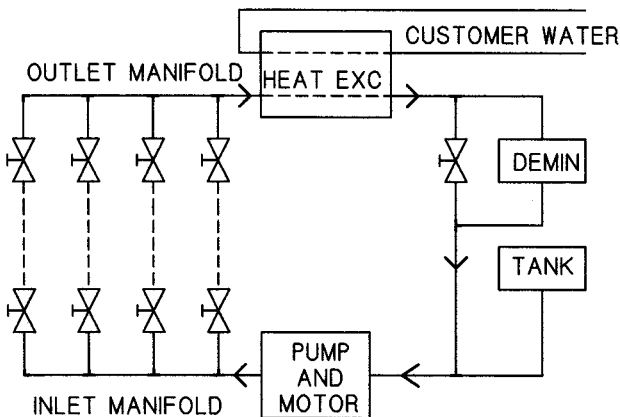 CUSTOMER WATER
OUTLET MANIFOLD
HEAT EXC
DEMIN
TANK
PUMP
AND
MOTOR
INLET MANIFOLD